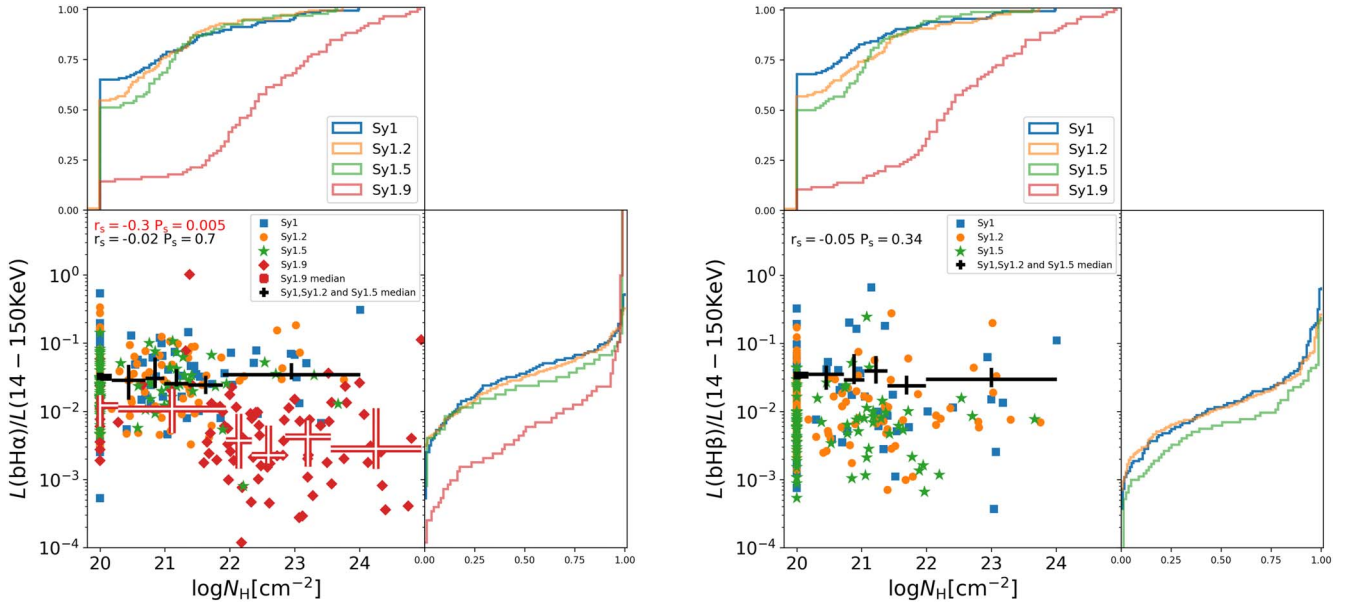 1.00
0.75
0.50
0.25
0.00
Sy1
Sy1.2
Sy1.5
Sy1.9
r_s = -0.3 P_s = 0.005
r_s = -0.02 P_s = 0.7
Sy1
Sy1.2
Sy1.5
Sy1.9
Sy1.9 median
Sy1,Sy1.2 and Sy1.5 median
10^0
10^-1
10^-2
10^-3
10^-4
L(bHα)/L(14 − 150KeV)
20 21 22 23 24
logN_H[cm^-2]
0.00 0.25 0.50 0.75 1.00
1.00
0.75
0.50
0.25
0.00
Sy1
Sy1.2
Sy1.5
Sy1.9
r_s = -0.05 P_s = 0.34
Sy1
Sy1.2
Sy1.5
Sy1,Sy1.2 and Sy1.5 median
10^0
10^-1
10^-2
10^-3
10^-4
L(bHβ)/L(14 − 150KeV)
20 21 22 23 24
logN_H[cm^-2]
0.00 0.25 0.50 0.75 1.00